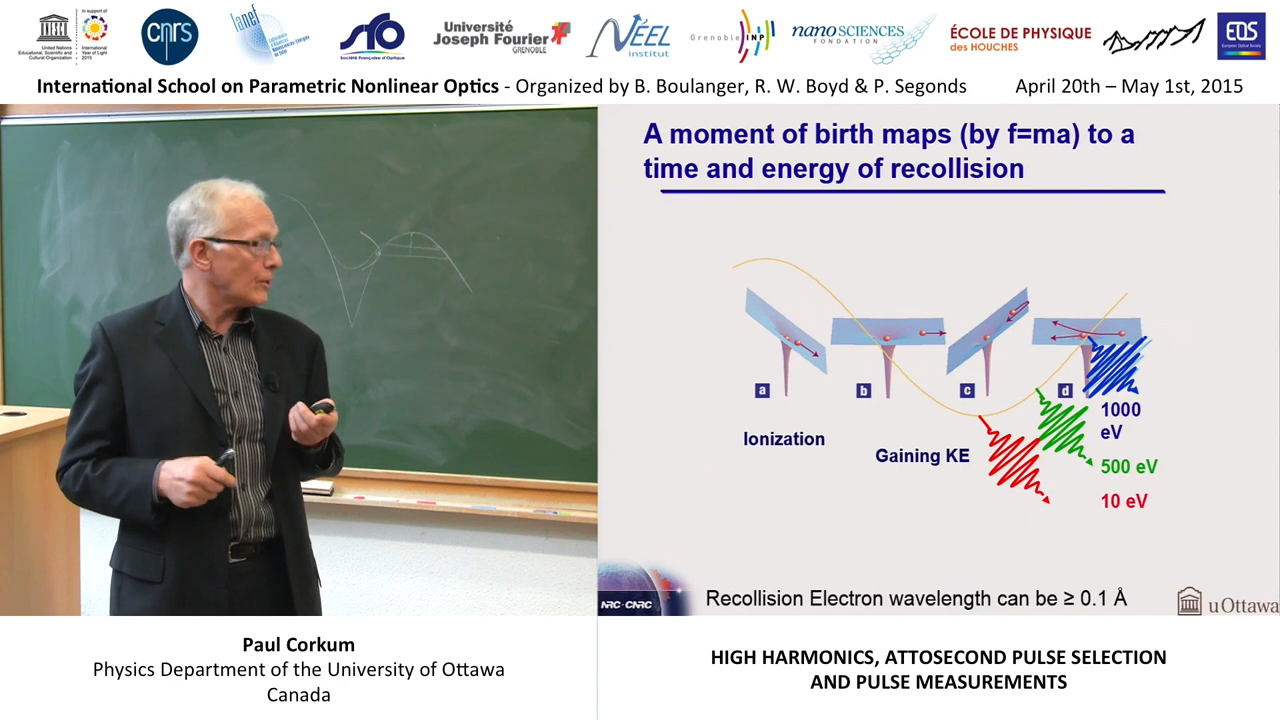 United Nations
Educational, Scientific and
Cultural Organization
In support of
International
Year of Light
2015
cnrs
lanef
SFO
Société Française d'Optique
Université
Joseph Fourier
GRENOBLE
NÉEL
institut
Grenoble INP
nanoSCIENCES
FONDATION
ÉCOLE DE PHYSIQUE
des HOUCHES
EOS
European Optical Society
International School on Parametric Nonlinear Optics - Organized by B. Boulanger, R. W. Boyd & P. Segonds April 20th – May 1st, 2015
A moment of birth maps (by f=ma) to a
time and energy of recollision
a b c d
Ionization
Gaining KE
1000
eV
500 eV
10 eV
NRC·CNRC
Recollision Electron wavelength can be ≥ 0.1 Å
uOttawa
Paul Corkum
Physics Department of the University of Ottawa
Canada
HIGH HARMONICS, ATTOSECOND PULSE SELECTION
AND PULSE MEASUREMENTS